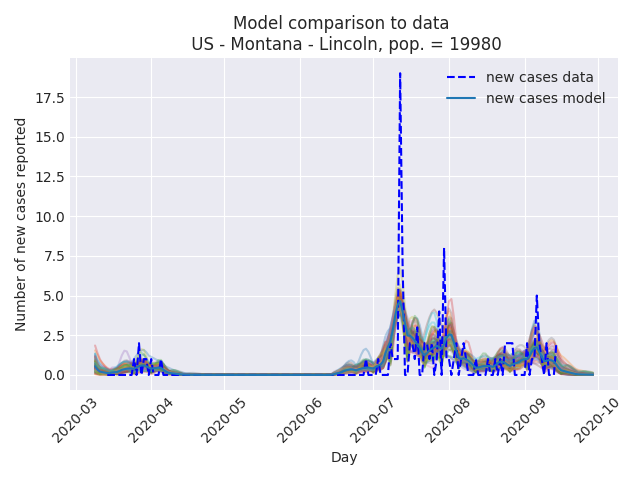 Model comparison to data
US - Montana - Lincoln, pop. = 19980
new cases data
new cases model
Number of new cases reported
17.5
15.0
12.5
10.0
7.5
5.0
2.5
0.0
2020-03
2020-04
2020-05
2020-06
2020-07
2020-08
2020-09
2020-10
Day